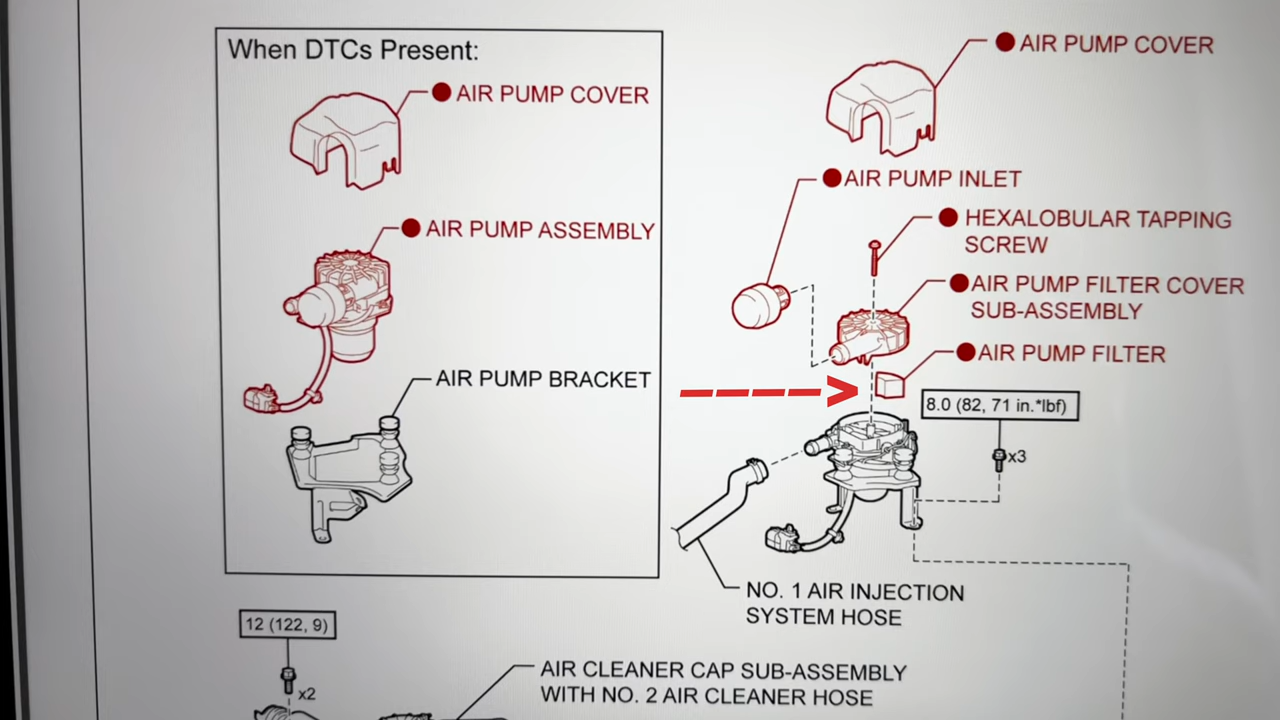 When DTCs Present:
AIR PUMP COVER
AIR PUMP ASSEMBLY
AIR PUMP BRACKET
AIR PUMP COVER
AIR PUMP INLET
HEXALOBULAR TAPPING
SCREW
AIR PUMP FILTER COVER
SUB-ASSEMBLY
AIR PUMP FILTER
8.0 (82, 71 in.*lbf)
x3
NO. 1 AIR INJECTION
SYSTEM HOSE
12 (122, 9)
x2
AIR CLEANER CAP SUB-ASSEMBLY
WITH NO. 2 AIR CLEANER HOSE